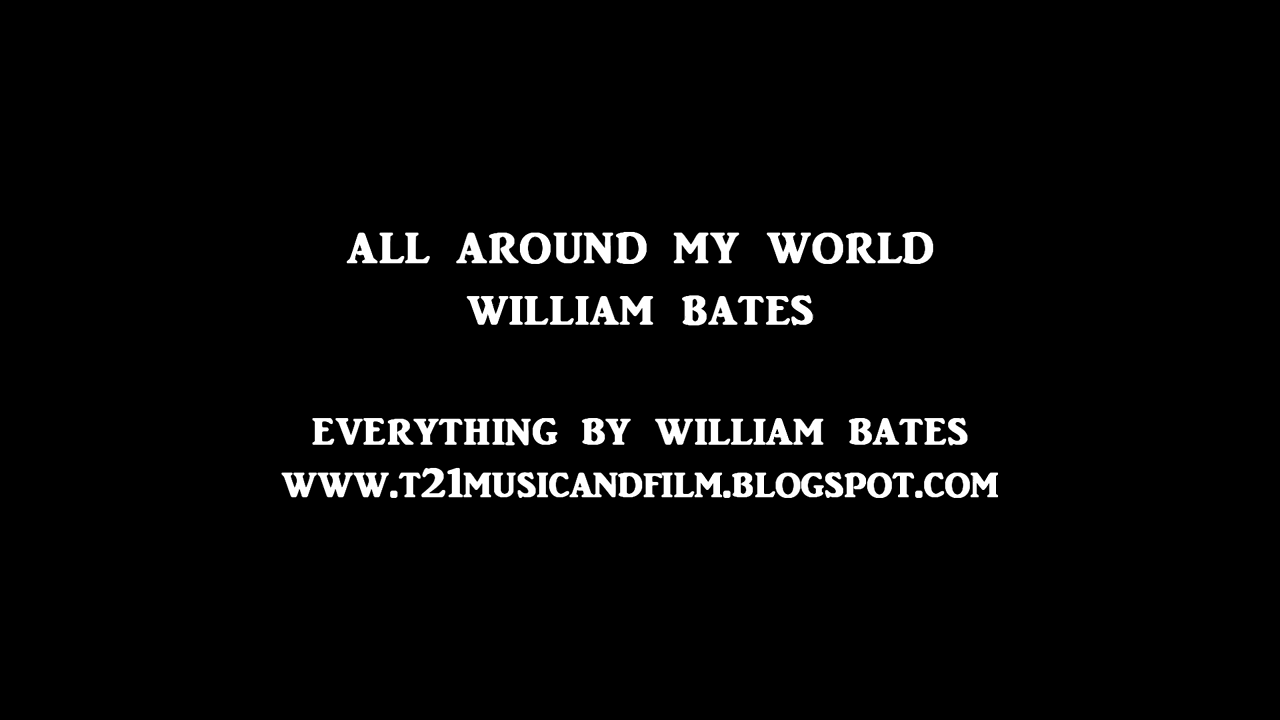 ALL AROUND MY WORLD
WILLIAM BATES
EVERYTHING BY WILLIAM BATES
WWW.T21MUSICANDFILM.BLOGSPOT.COM